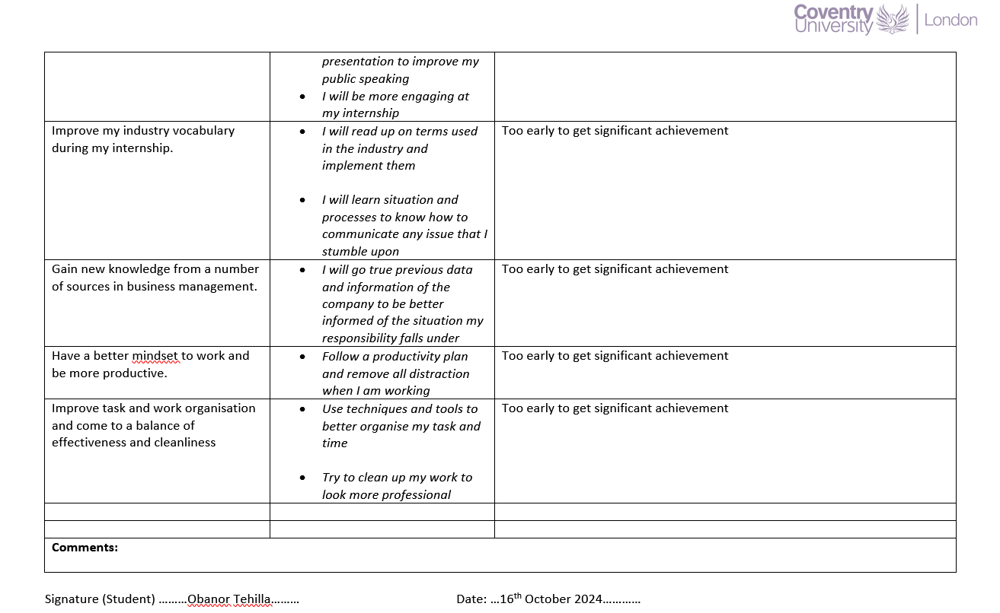 Coventry
University
London
presentation to improve my
public speaking
• I will be more engaging at
my internship
Improve my industry vocabulary
during my internship.
• I will read up on terms used
in the industry and
implement them
• I will learn situation and
processes to know how to
communicate any issue that I
stumble upon
Too early to get significant achievement
Gain new knowledge from a number
of sources in business management.
• I will go true previous data
and information of the
company to be better
informed of the situation my
responsibility falls under
Too early to get significant achievement
Have a better mindset to work and
be more productive.
• Follow a productivity plan
and remove all distraction
when I am working
Too early to get significant achievement
Improve task and work organisation
and come to a balance of
effectiveness and cleanliness
• Use techniques and tools to
better organise my task and
time
• Try to clean up my work to
look more professional
Too early to get significant achievement
Comments:
Signature (Student) ………Obanor Tehilla……… Date: …16th October 2024…………